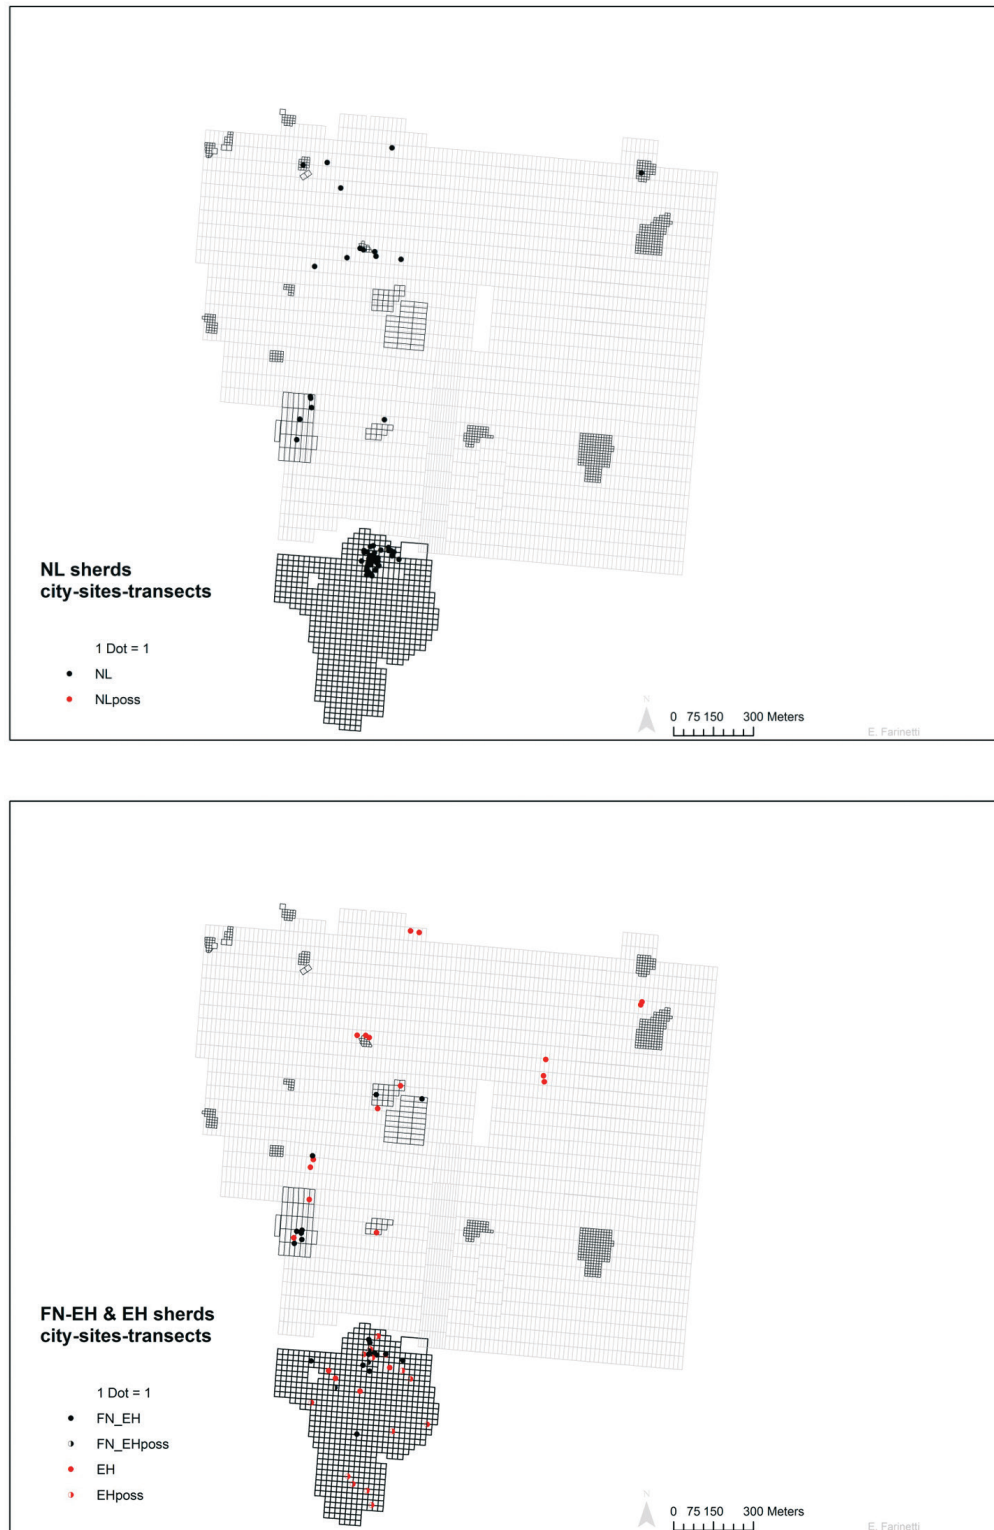 NL sherds
city-sites-transects
1 Dot = 1
NL
NLposs
N
0 75 150 300 Meters
E. Farinetti
FN-EH & EH sherds
city-sites-transects
1 Dot = 1
FN_EH
FN_EHposs
EH
EHposs
N
0 75 150 300 Meters
E. Farinetti